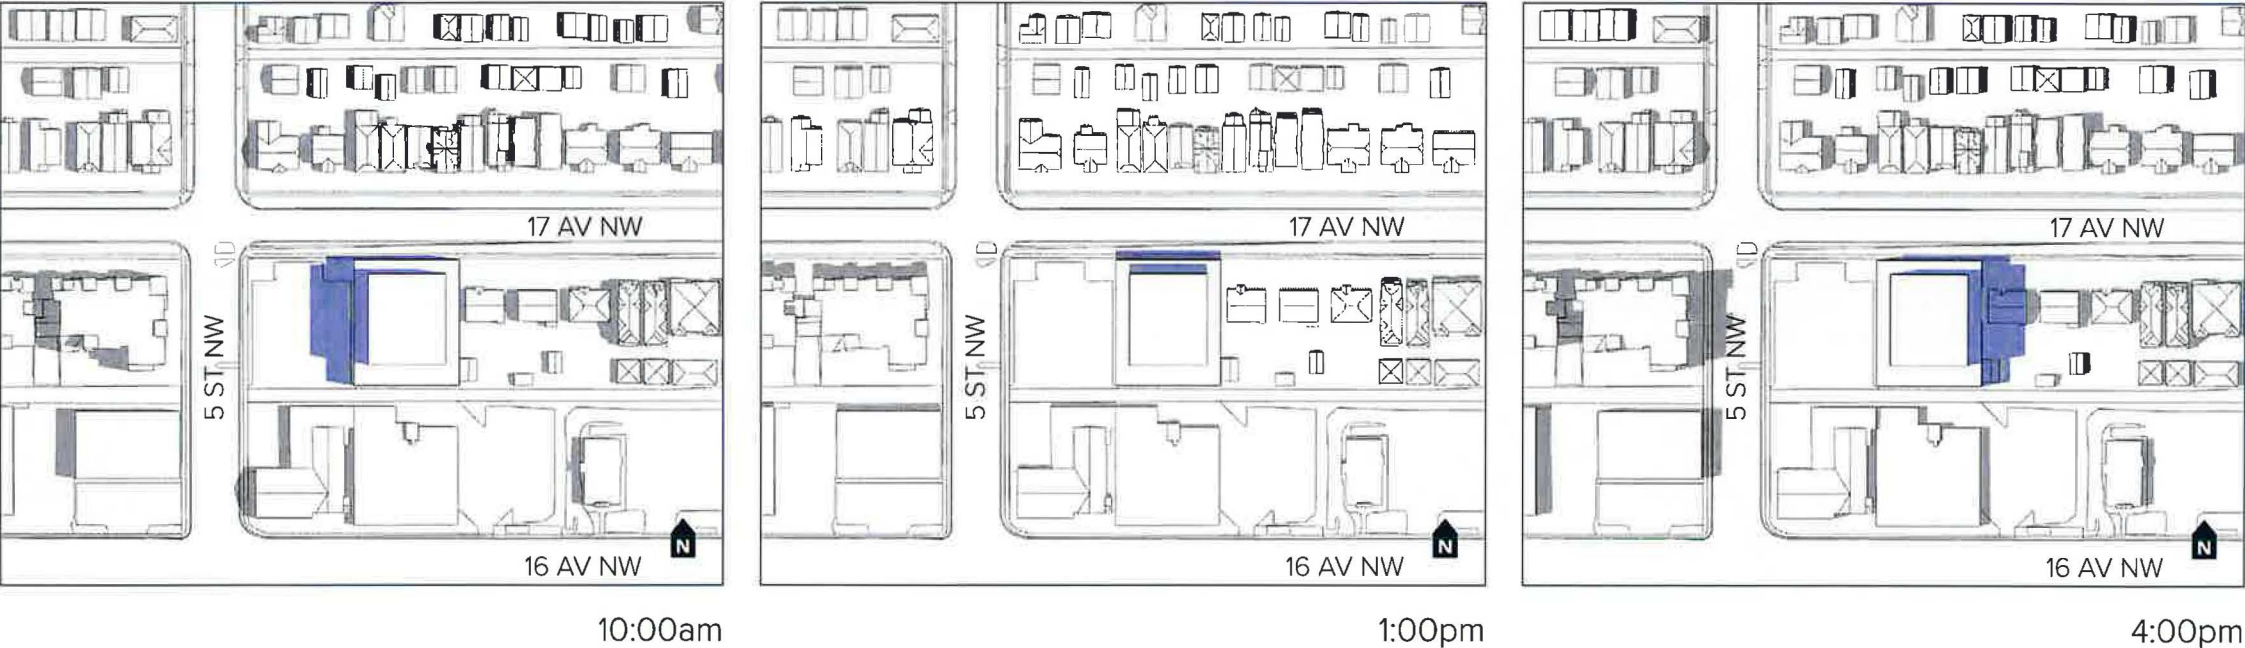 17 AV NW
5 ST NW
16 AV NW
N
10:00am
17 AV NW
5 ST NW
16 AV NW
N
1:00pm
17 AV NW
5 ST NW
16 AV NW
N
4:00pm